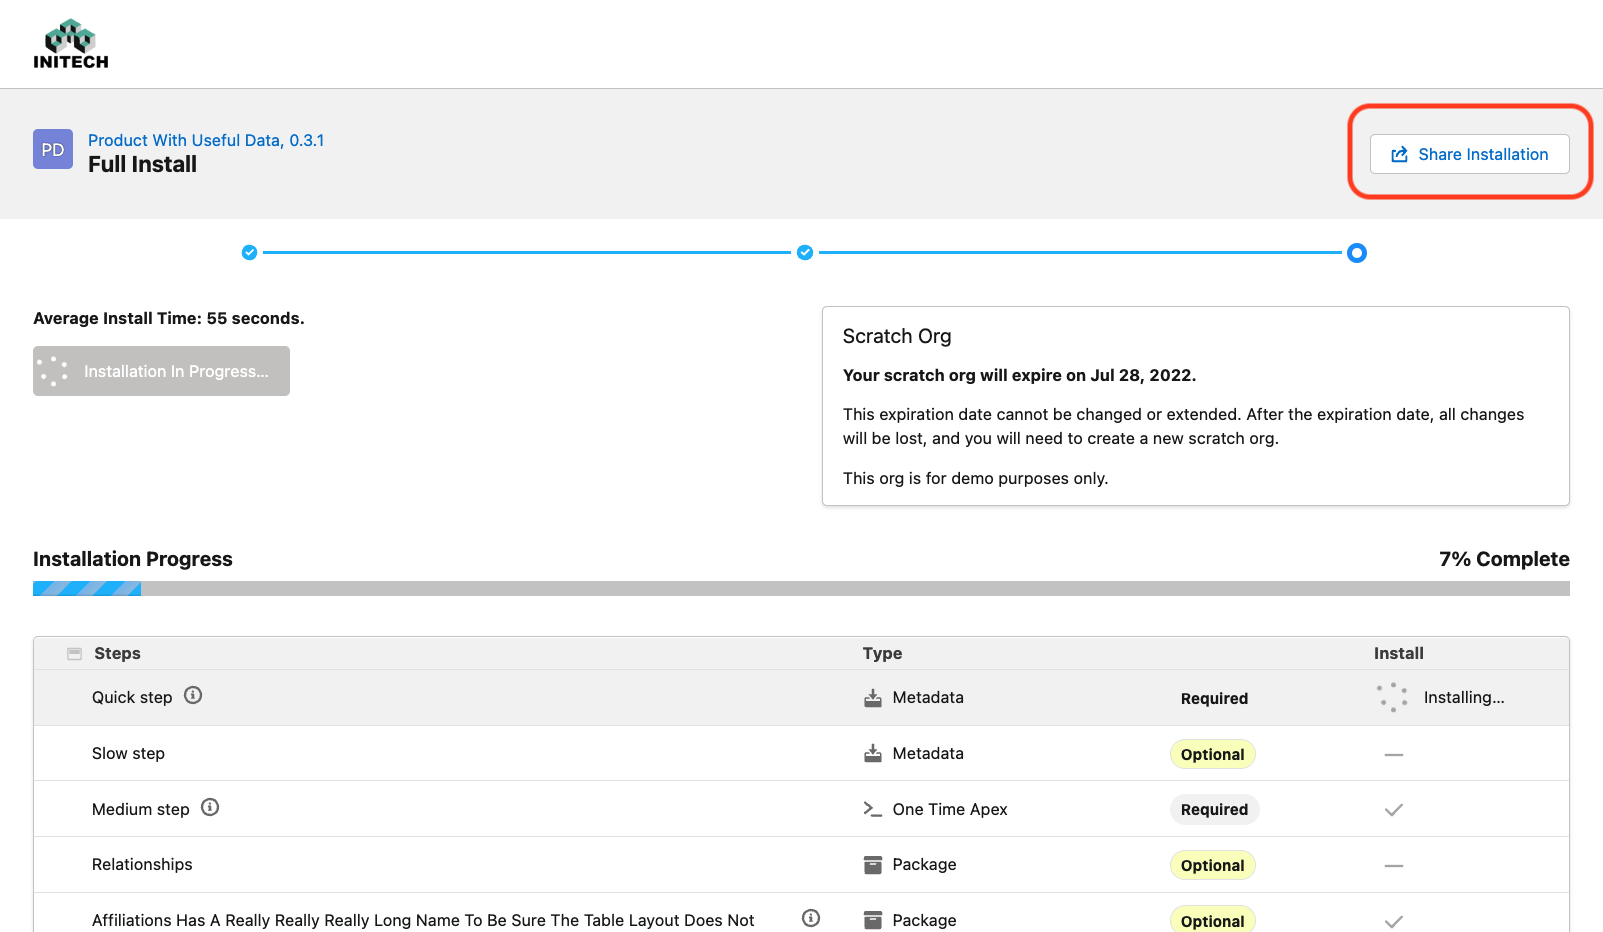 INITECH
PD
Product With Useful Data, 0.3.1
Full Install
Share Installation
Average Install Time: 55 seconds.
Installation In Progress...
Scratch Org
Your scratch org will expire on Jul 28, 2022.
This expiration date cannot be changed or extended. After the expiration date, all changes
will be lost, and you will need to create a new scratch org.
This org is for demo purposes only.
Installation Progress
7% Complete
Steps Type Install
Quick step Metadata Required Installing...
Slow step Metadata Optional —
Medium step One Time Apex Required
Relationships Package Optional —
Affiliations Has A Really Really Really Long Name To Be Sure The Table Layout Does Not Package Optional